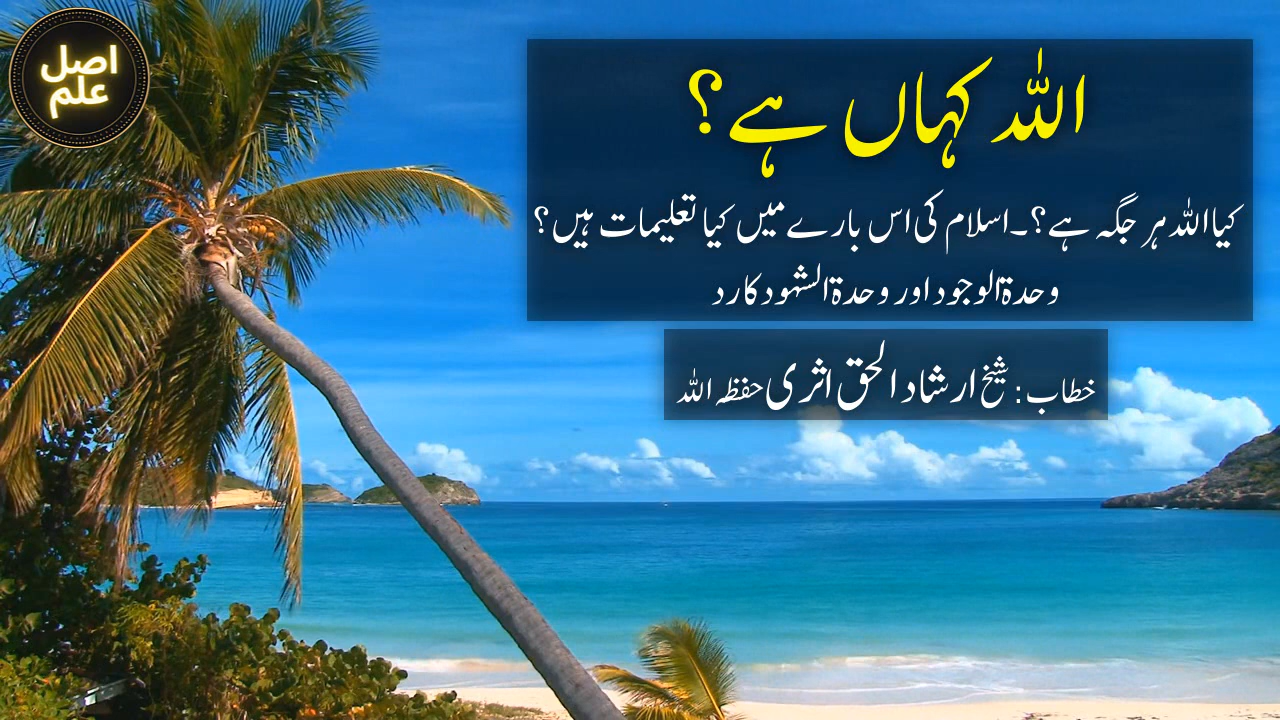 اصل
علم
اللہ کہاں ہے؟
کیا اللہ ہر جگہ ہے؟۔اسلام کی اس بارے میں کیا تعلیمات ہیں؟
وحدۃالوجود اور وحدۃالشہود کا رد
خطاب: شیخ ارشاد الحق اثری حفظہ اللہ